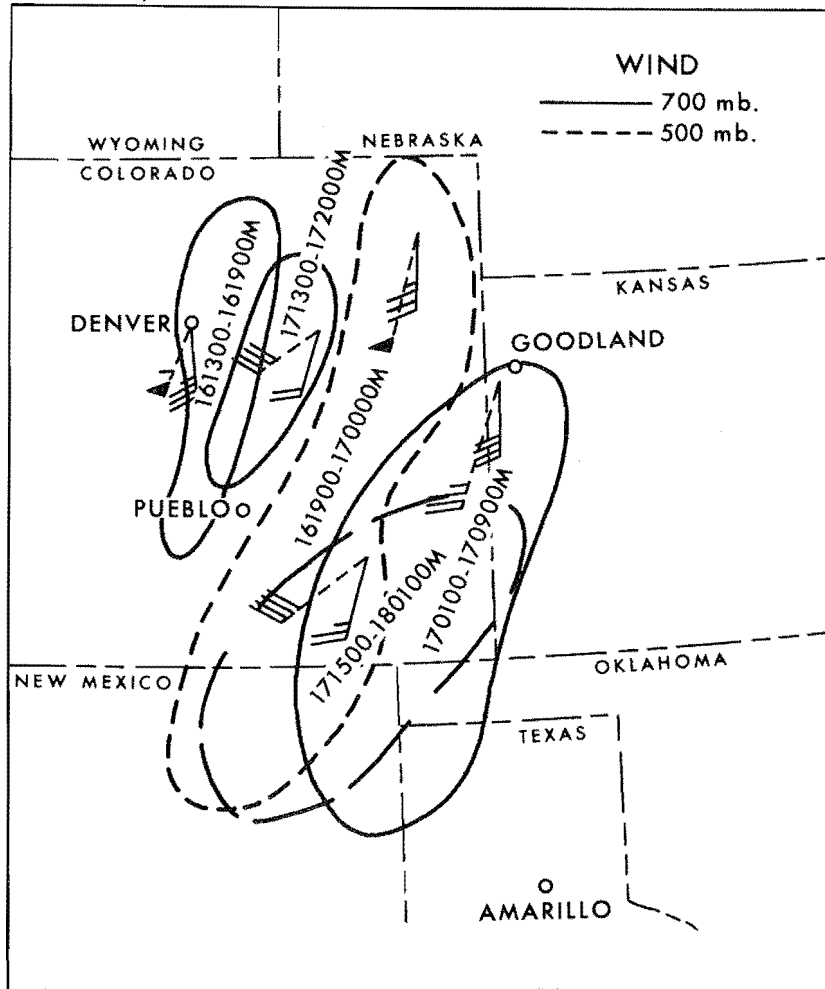 WIND
700 mb.
500 mb.
WYOMING
NEBRASKA
COLORADO
KANSAS
DENVER
161300-161900M
171300-172000M
GOODLAND
161900-170000M
PUEBLO
170100-170900M
171500-180100M
NEW MEXICO
OKLAHOMA
TEXAS
AMARILLO